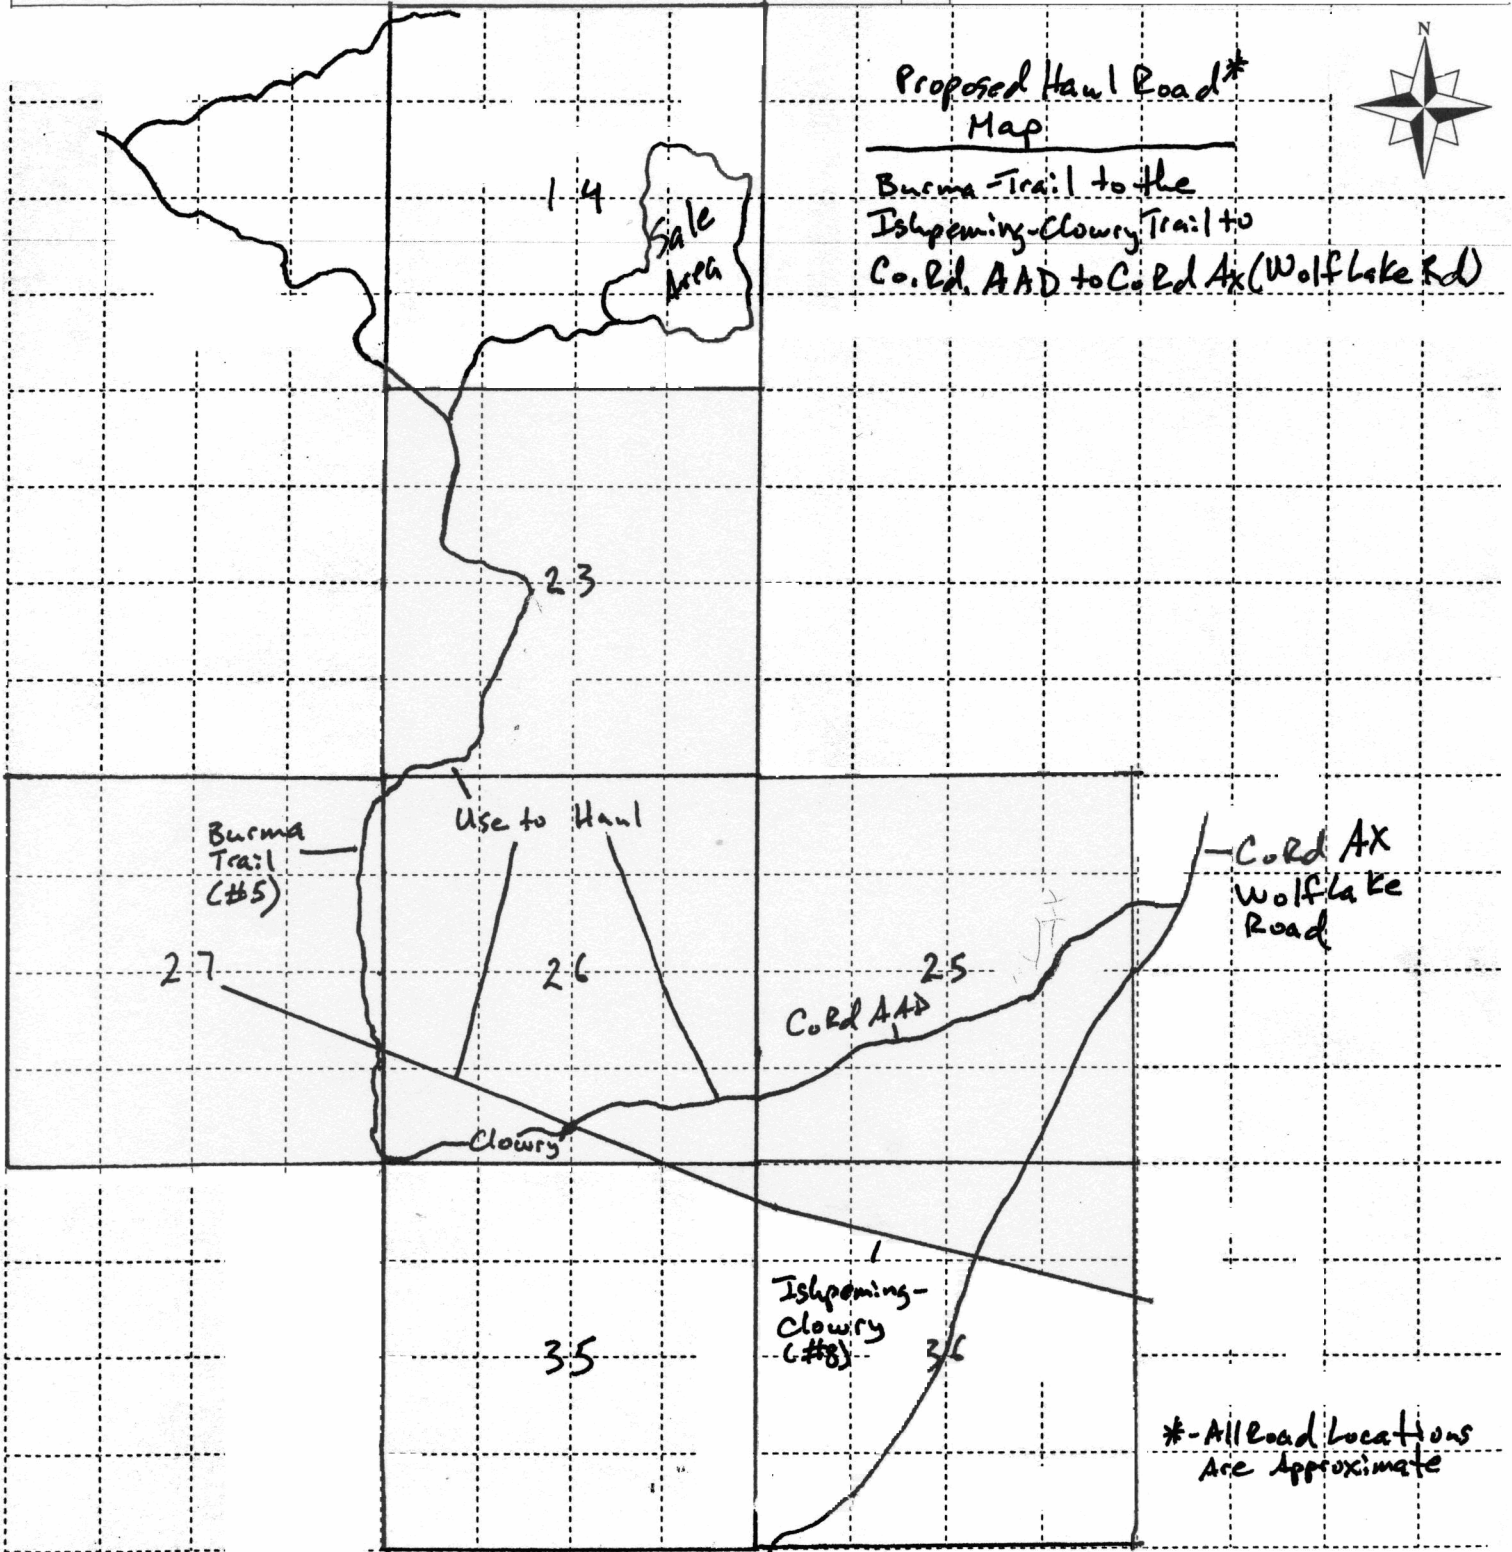 N
Proposed Haul Road*
Map
Burma-Trail to the
Ishpeming-Clowry Trail to
Co.Rd. AAD to Co Rd AX (Wolf Lake Rd)
14
Sale
Area
23
Use to Haul
Burma
Trail
(#5)
Co Rd AX
Wolf Lake
Road
27
26
25
Co Rd AAD
Clowry
Ishpeming-
Clowry
(#8)
35
36
*-All Road Locations
Are Approximate